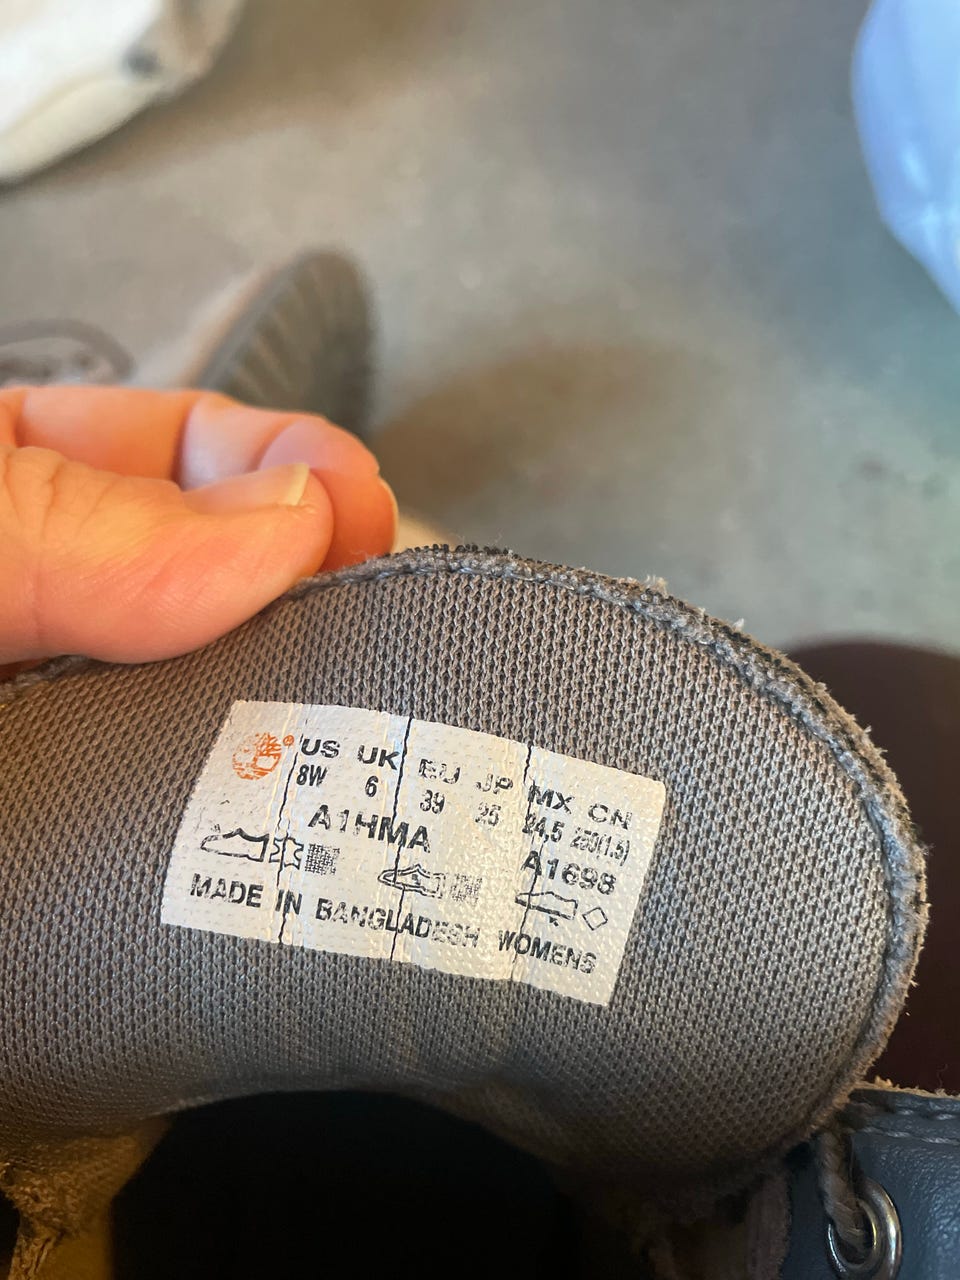 US UK EU JP MX CN
8W 6 39 25 24,5 250(1.5)
A1HMA A1698
MADE IN BANGLADESH WOMENS